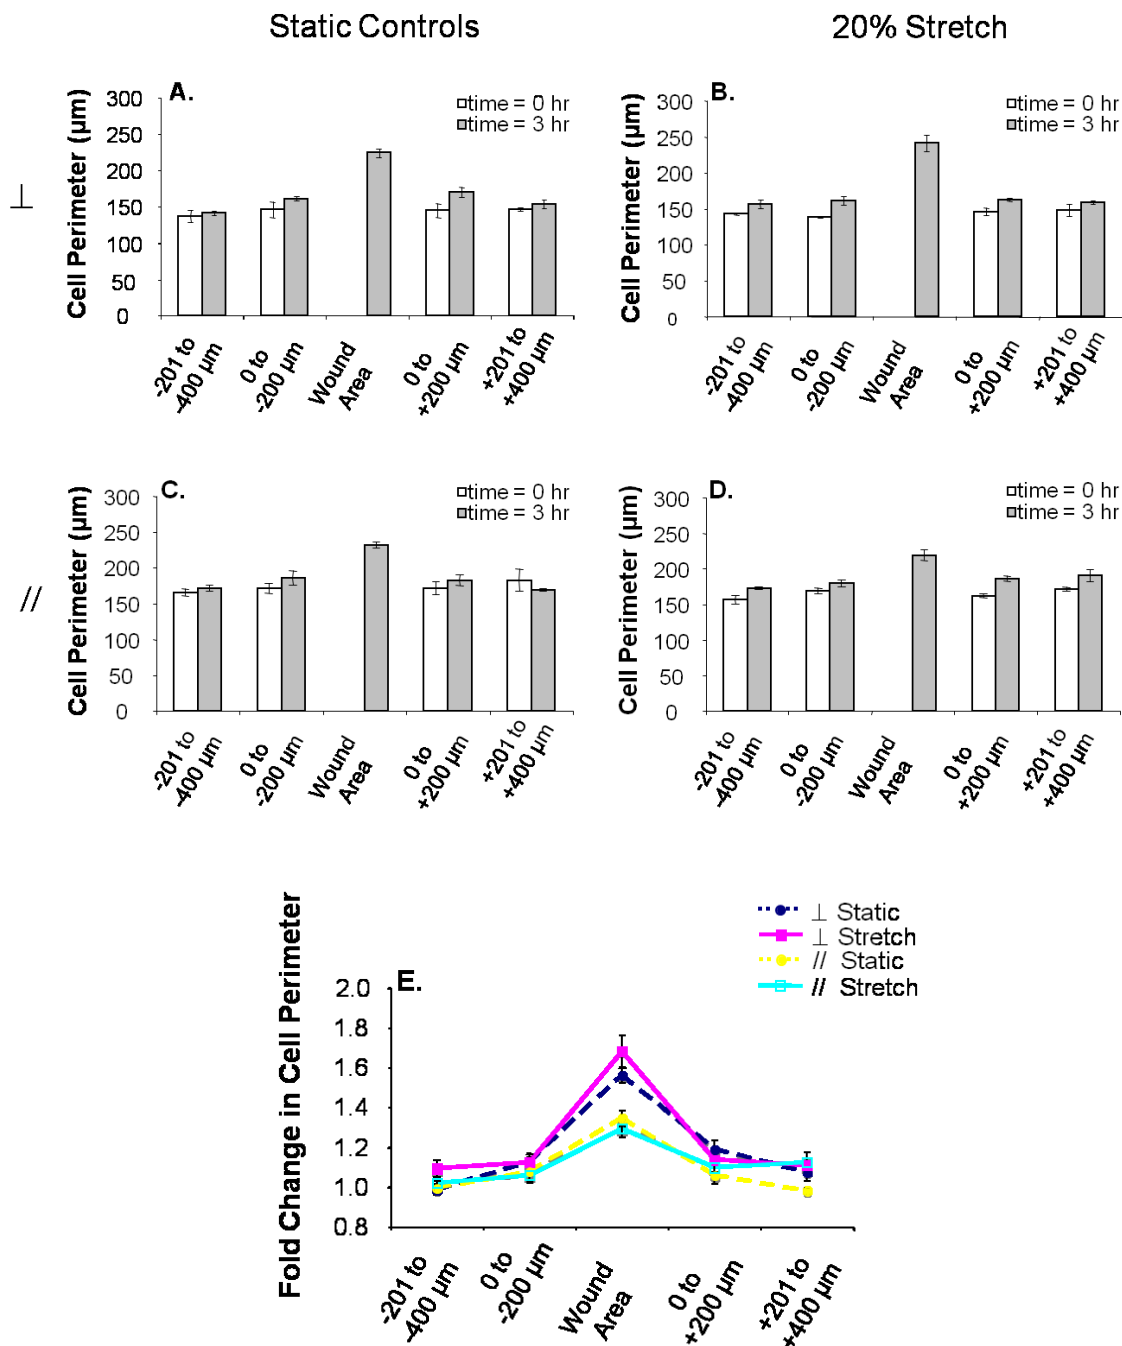 Static Controls
20% Stretch
A.
□time = 0 hr
■time = 3 hr
Cell Perimeter (μm)
300
250
200
150
100
50
0
-201 to
-400 μm
0 to
-200 μm
Wound
Area
0 to
+200 μm
+201 to
+400 μm
⊥
B.
□time = 0 hr
■time = 3 hr
Cell Perimeter (μm)
300
250
200
150
100
50
0
-201 to
-400 μm
0 to
-200 μm
Wound
Area
0 to
+200 μm
+201 to
+400 μm
C.
□time = 0 hr
■time = 3 hr
Cell Perimeter (μm)
300
250
200
150
100
50
0
-201 to
-400 μm
0 to
-200 μm
Wound
Area
0 to
+200 μm
+201 to
+400 μm
//
D.
□time = 0 hr
■time = 3 hr
Cell Perimeter (μm)
300
250
200
150
100
50
0
-201 to
-400 μm
0 to
-200 μm
Wound
Area
0 to
+200 μm
+201 to
+400 μm
⊥ Static
⊥ Stretch
// Static
// Stretch
E.
Fold Change in Cell Perimeter
2.0
1.8
1.6
1.4
1.2
1.0
0.8
-201 to
-400 μm
0 to
-200 μm
Wound
Area
0 to
+200 μm
+201 to
+400 μm